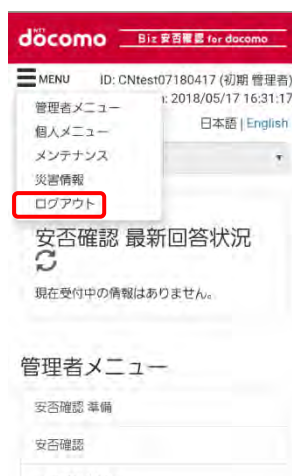 NTT
döcomo Biz 安否確認 for docomo
MENU ID: CNtest07180417 (初期 管理者)
n: 2018/05/17 16:31:17
日本語 | English
管理者メニュー
個人メニュー
メンテナンス
災害情報
ログアウト
安否確認 最新回答状況
現在受付中の情報はありません。
管理者メニュー
安否確認 準備
安否確認